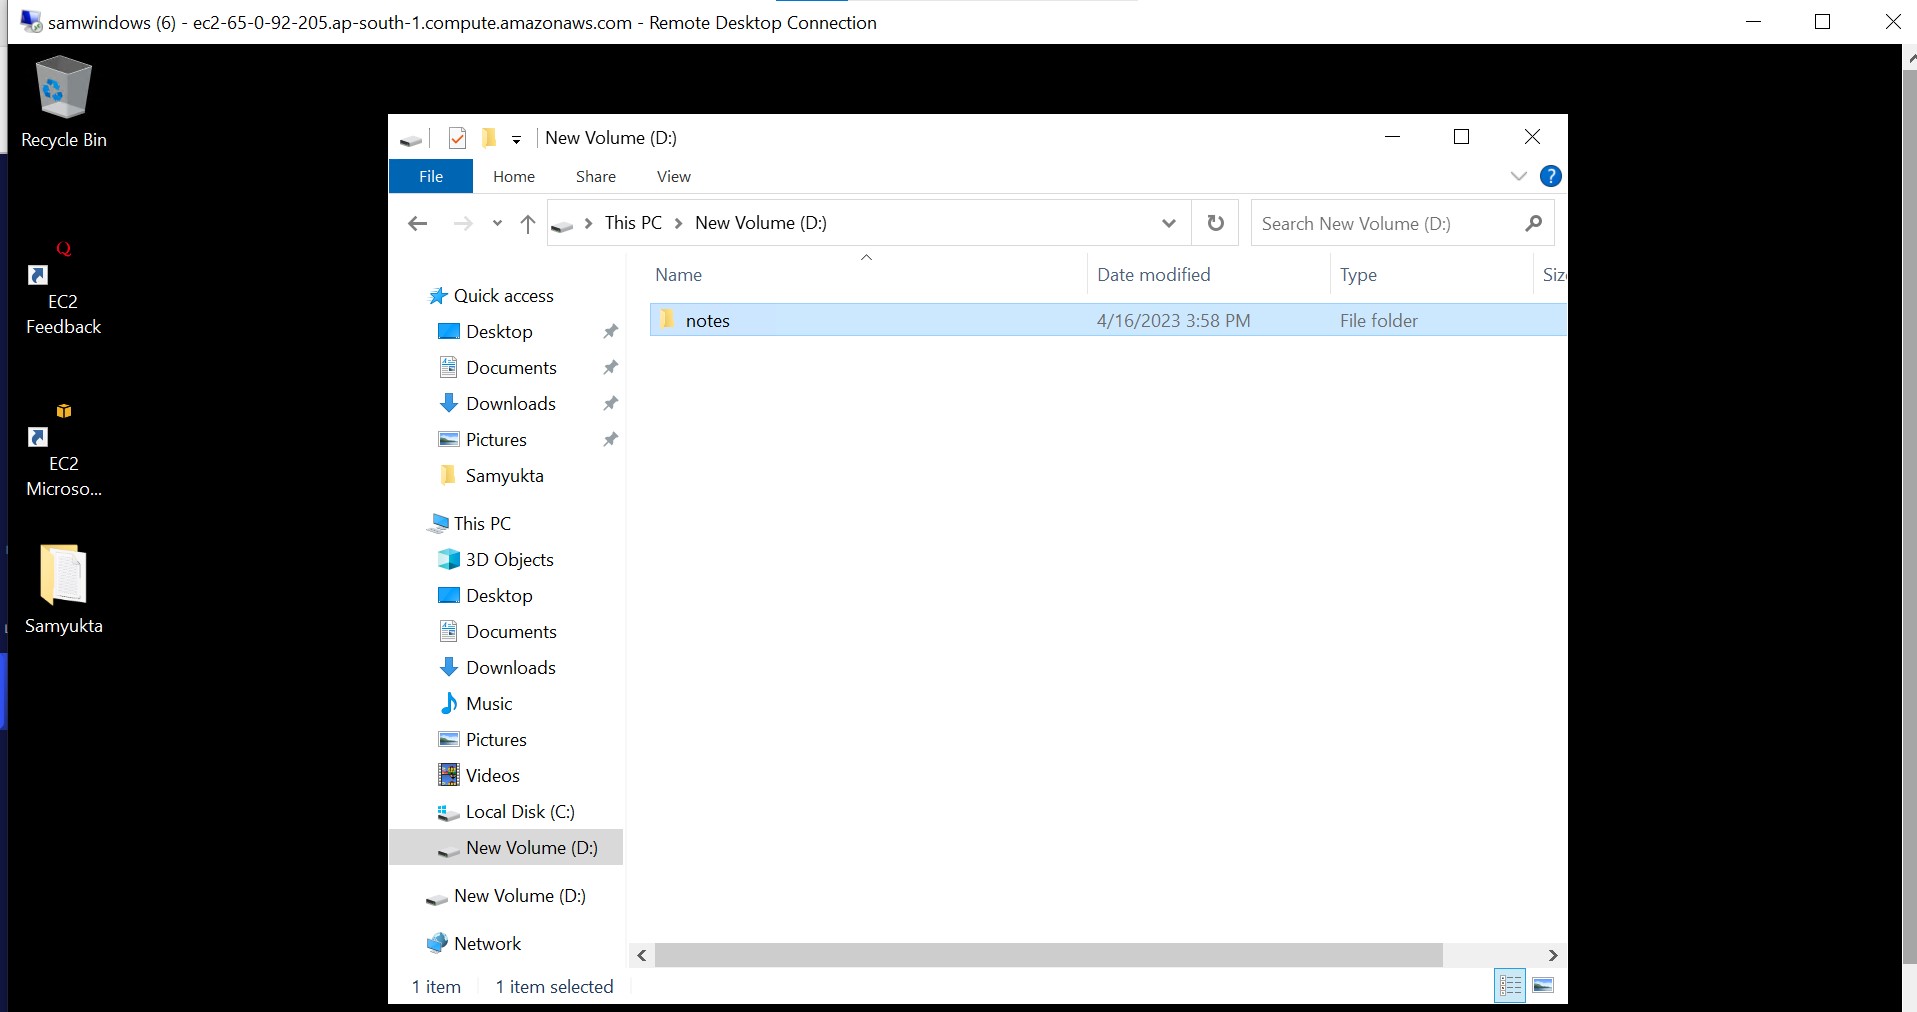 samwindows (6) - ec2-65-0-92-205.ap-south-1.compute.amazonaws.com - Remote Desktop Connection
Recycle Bin
EC2
Feedback
EC2
Microso...
Samyukta
New Volume (D:)
File Home Share View
?
This PC > New Volume (D:)
Search New Volume (D:)
Name Date modified Type
notes 4/16/2023 3:58 PM File folder
Quick access
Desktop
Documents
Downloads
Pictures
Samyukta
This PC
3D Objects
Desktop
Documents
Downloads
Music
Pictures
Videos
Local Disk (C:)
New Volume (D:)
New Volume (D:)
Network
1 item 1 item selected